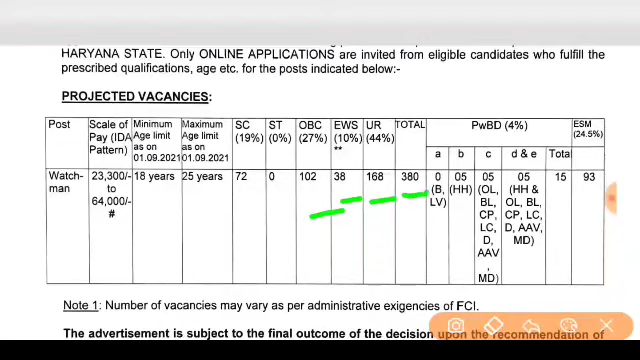 HARYANA STATE. Only ONLINE APPLICATIONS are invited from eligible candidates who fulfill the
prescribed qualifications, age etc. for the posts indicated below:-
PROJECTED VACANCIES:
Post Scale of Pay (IDA Pattern) Minimum Age limit as on 01.09.2021 Maximum Age limit as on 01.09.2021 SC (19%) ST (0%) OBC (27%) EWS (10%) ** UR (44%) TOTAL PwBD (4%) ESM (24.5%)
a b c d & e Total
Watch-man 23,300/- to 64,000/- # 18 years 25 years 72 0 102 38 168 380 0 (B, LV) 05 (HH) 05 (OL, BL, CP, LC, D, AAV, MD) 05 (HH & OL, BL, CP, LC, D, AAV, MD) 15 93
Note 1: Number of vacancies may vary as per administrative exigencies of FCI.
The advertisement is subject to the final outcome of the decision upon the recommendation of